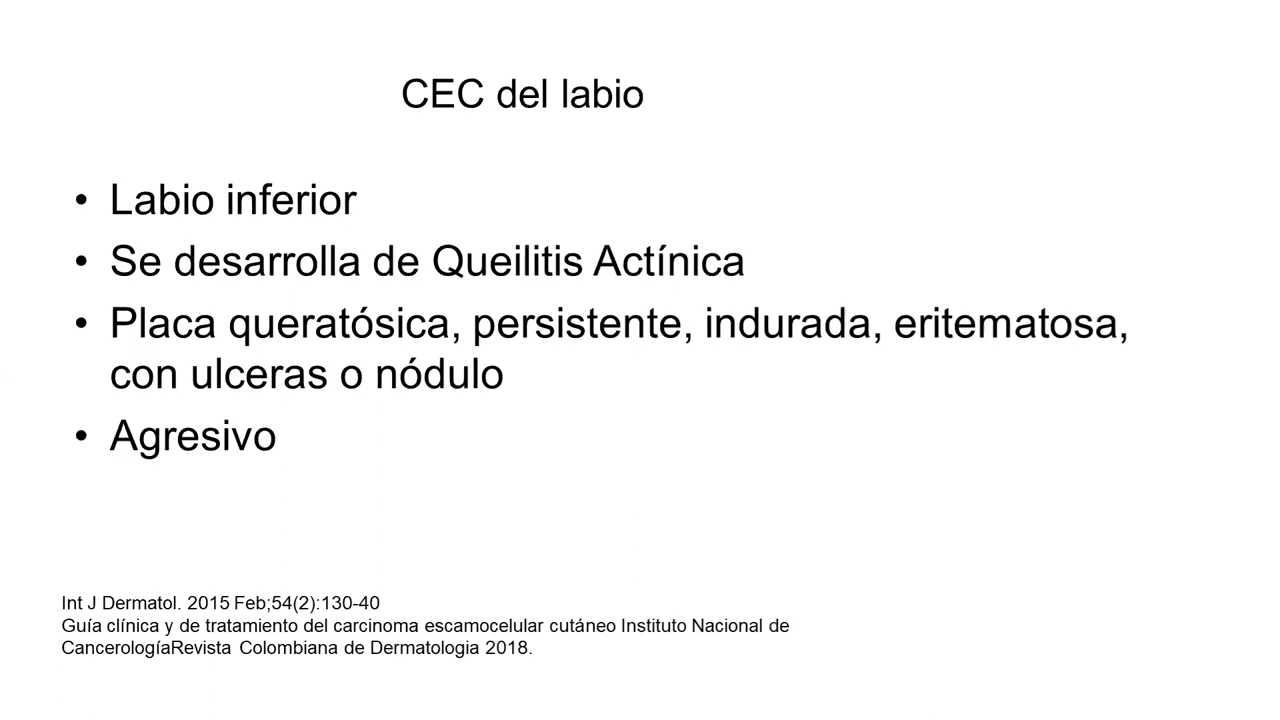 CEC del labio
• Labio inferior
• Se desarrolla de Queilitis Actínica
• Placa queratósica, persistente, indurada, eritematosa,
con ulceras o nódulo
• Agresivo
Int J Dermatol. 2015 Feb;54(2):130-40
Guía clínica y de tratamiento del carcinoma escamocelular cutáneo Instituto Nacional de
CancerologíaRevista Colombiana de Dermatologia 2018.